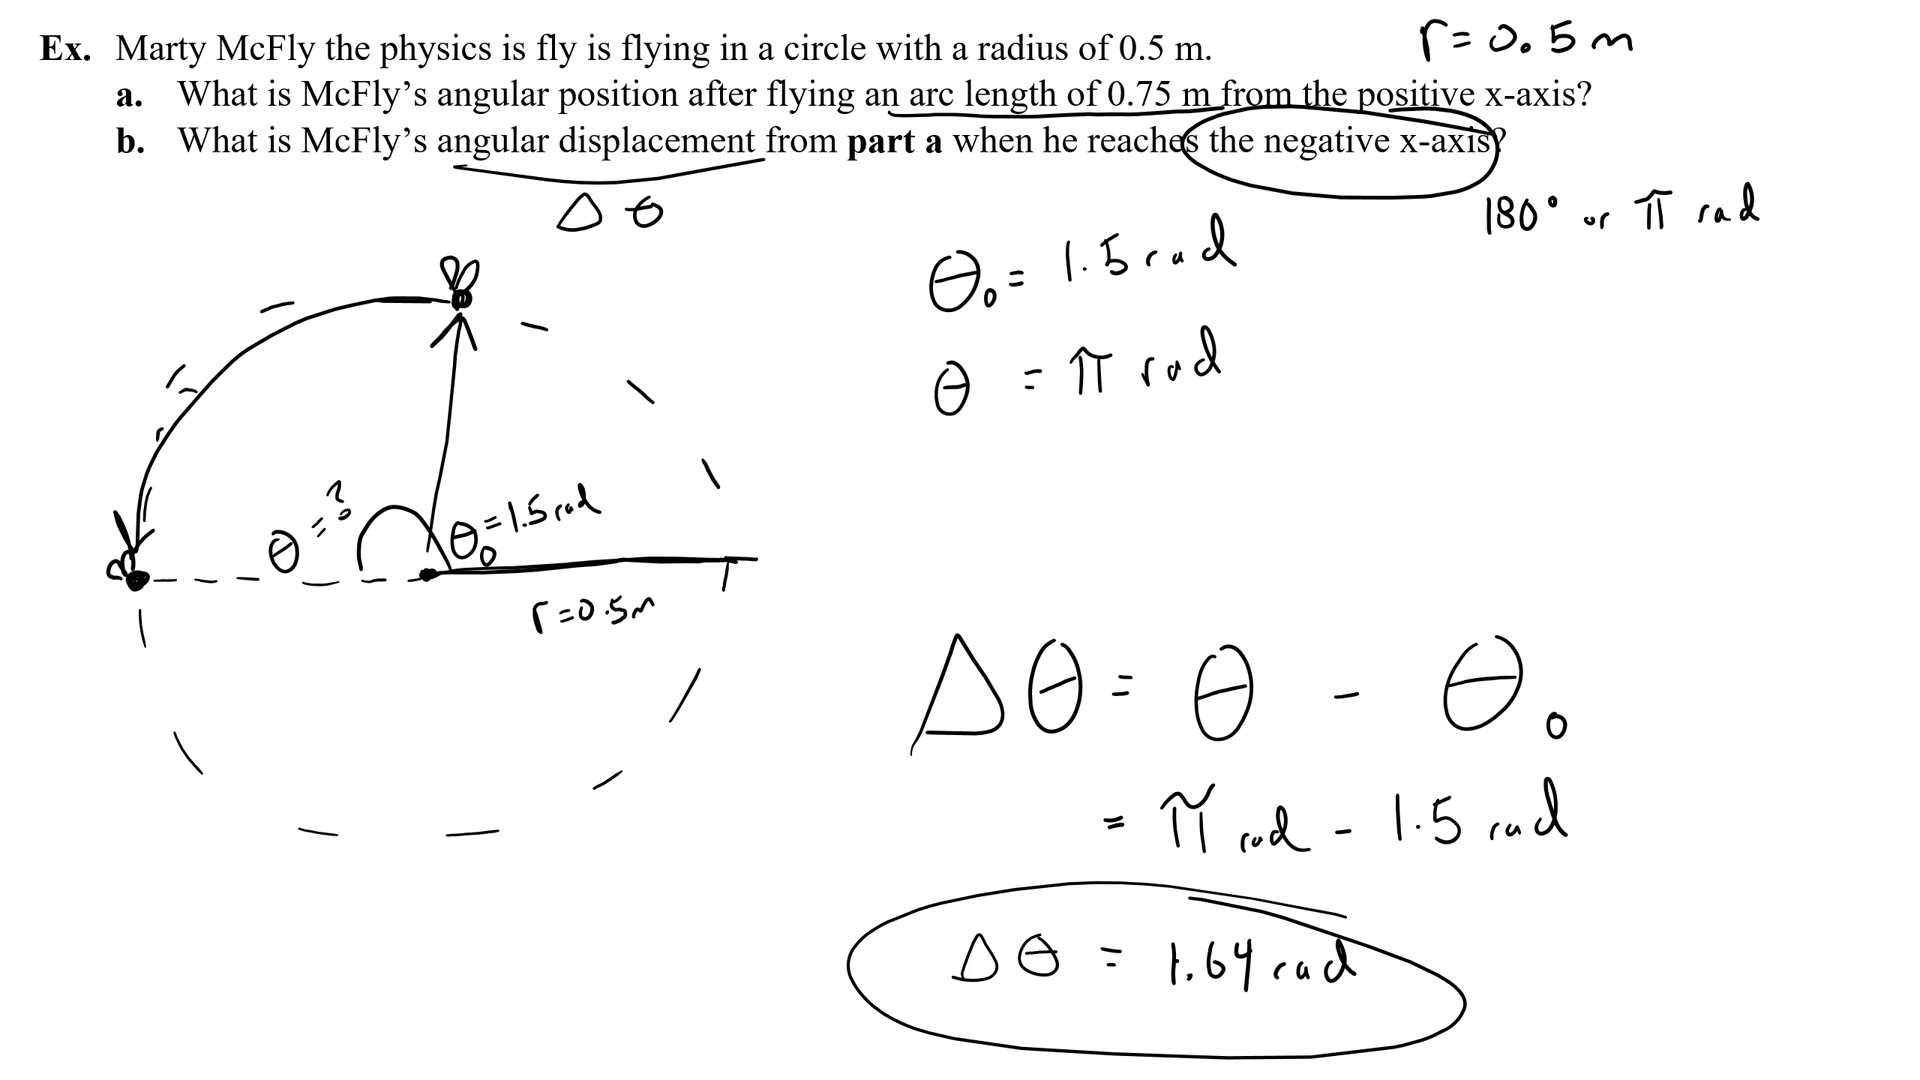 Ex. Marty McFly the physics is fly is flying in a circle with a radius of 0.5 m.
r = 0.5 m
a. What is McFly’s angular position after flying an arc length of 0.75 m from the positive x-axis?
b. What is McFly’s angular displacement from part a when he reaches the negative x-axis?
Δθ
180° or π rad
θ₀ = 1.5 rad
θ = π rad
θ = ?
θ₀ = 1.5 rad
r = 0.5 m
Δθ = θ - θ₀
= π rad - 1.5 rad
Δθ = 1.64 rad